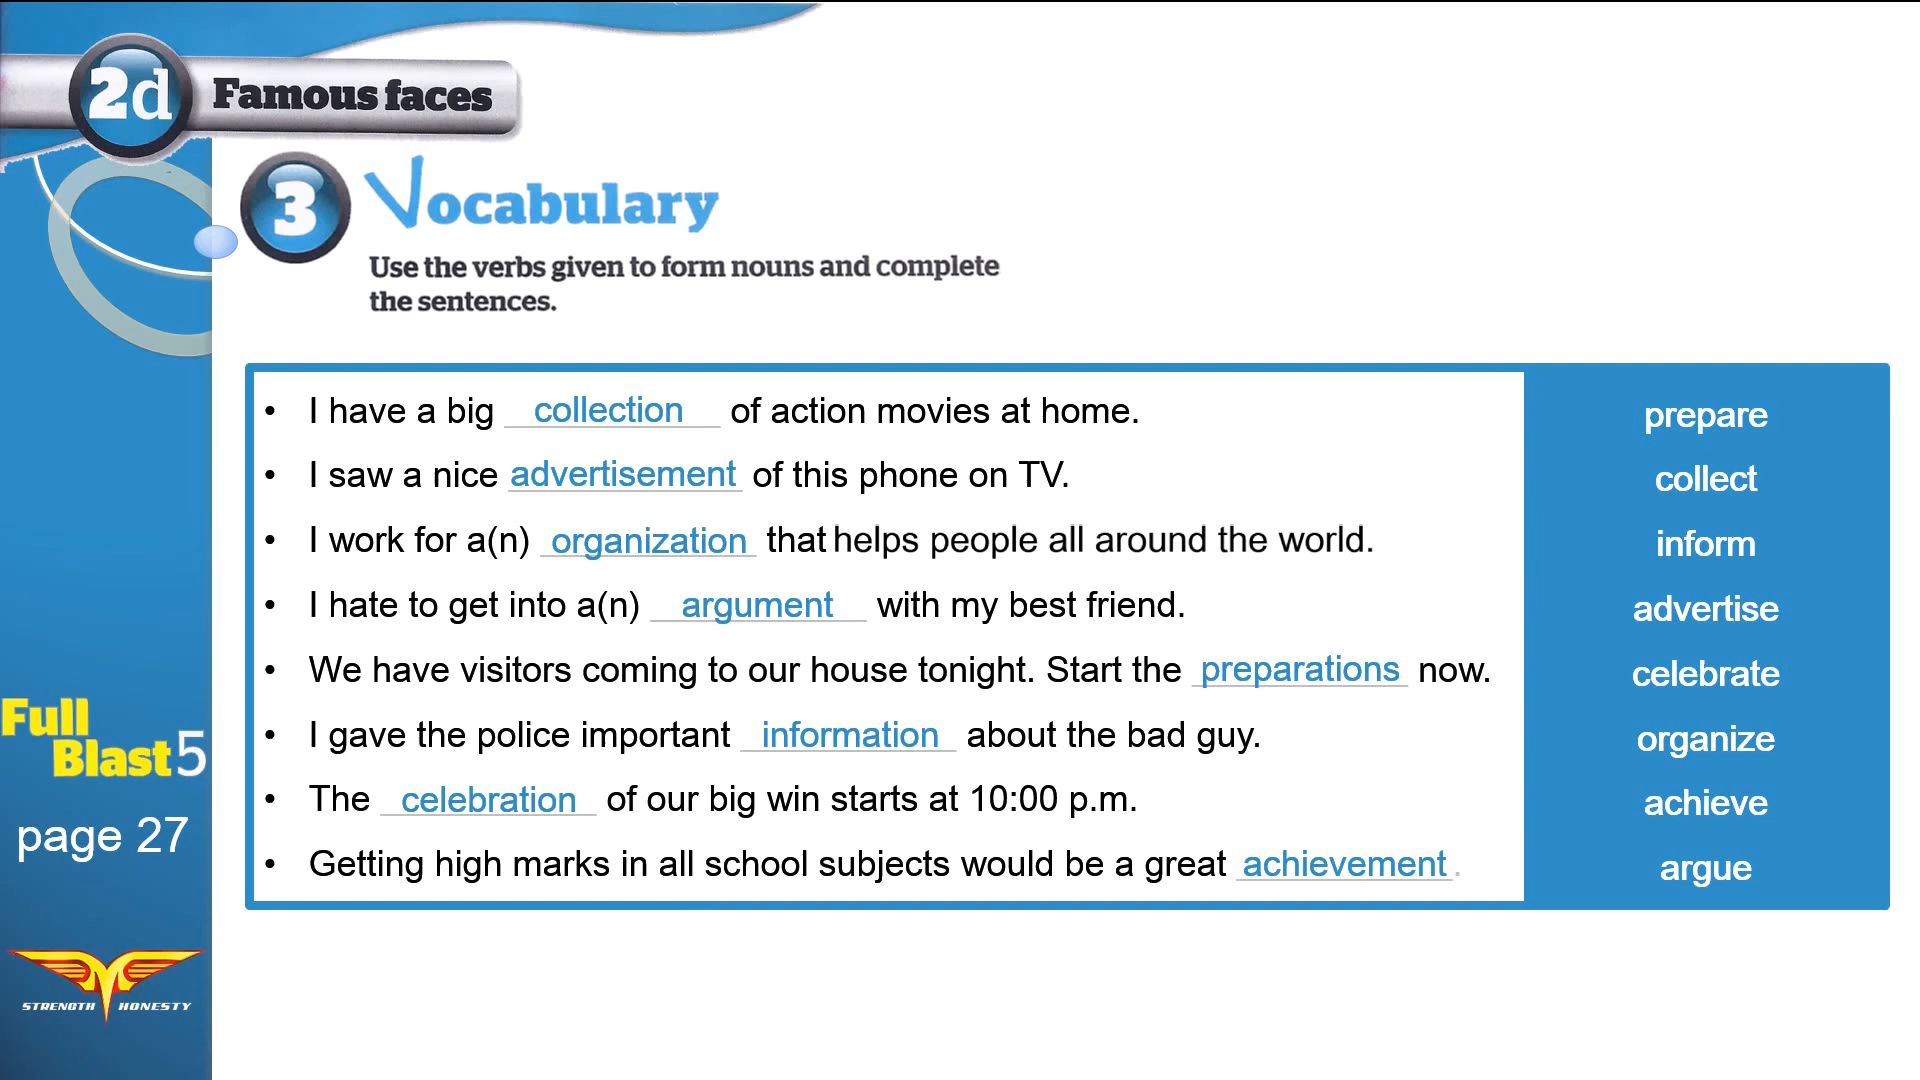 2d Famous faces
3 Vocabulary
Use the verbs given to form nouns and complete
the sentences.
• I have a big collection of action movies at home.
• I saw a nice advertisement of this phone on TV.
• I work for a(n) organization that helps people all around the world.
• I hate to get into a(n) argument with my best friend.
• We have visitors coming to our house tonight. Start the preparations now.
• I gave the police important information about the bad guy.
• The celebration of our big win starts at 10:00 p.m.
• Getting high marks in all school subjects would be a great achievement.
prepare
collect
inform
advertise
celebrate
organize
achieve
argue
Full
Blast 5
page 27
STRENGTH HONESTY